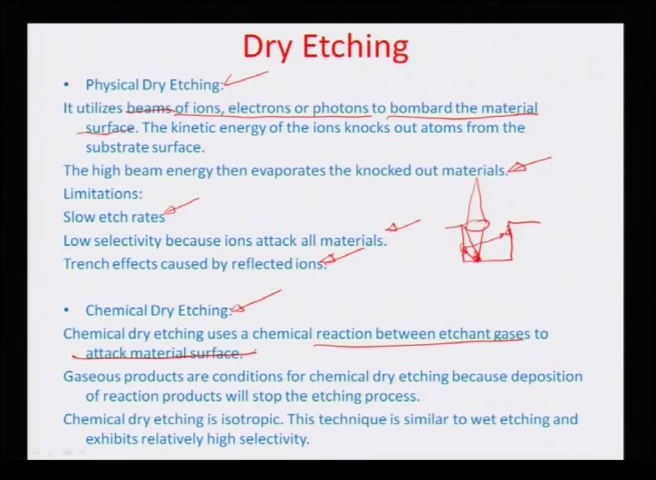 Dry Etching
• Physical Dry Etching:
It utilizes beams of ions, electrons or photons to bombard the material
surface. The kinetic energy of the ions knocks out atoms from the
substrate surface.
The high beam energy then evaporates the knocked out materials.
Limitations:
Slow etch rates
Low selectivity because ions attack all materials.
Trench effects caused by reflected ions.
• Chemical Dry Etching:
Chemical dry etching uses a chemical reaction between etchant gases to
attack material surface.
Gaseous products are conditions for chemical dry etching because deposition
of reaction products will stop the etching process.
Chemical dry etching is isotropic. This technique is similar to wet etching and
exhibits relatively high selectivity.